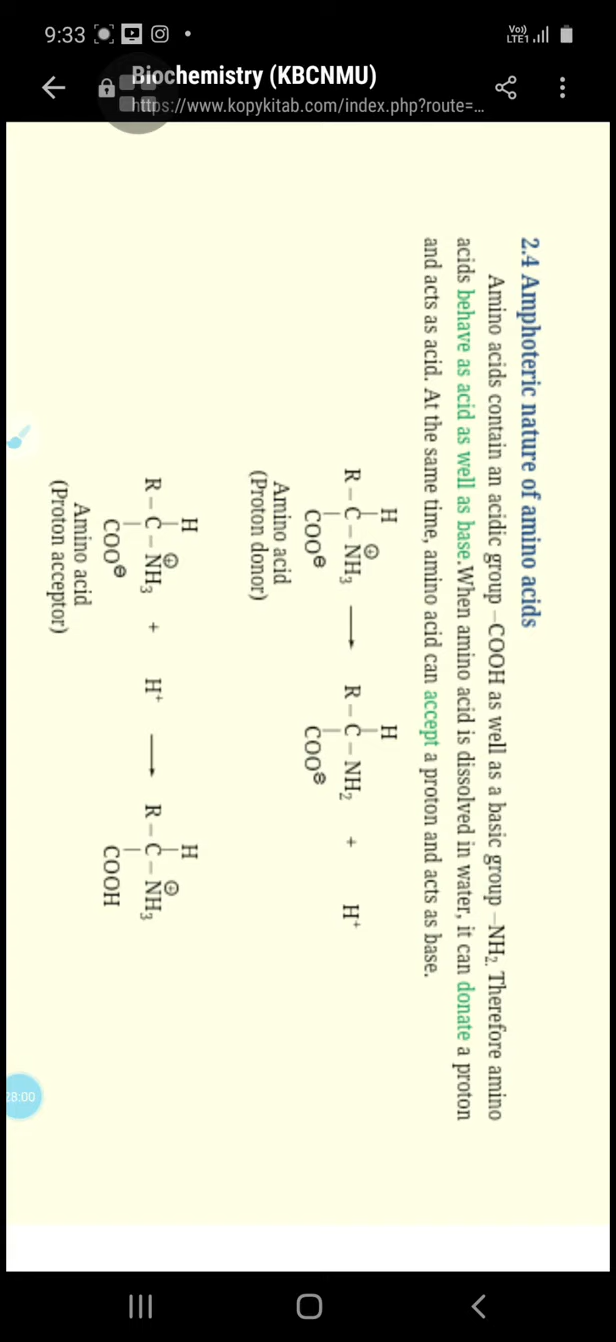 9:33
Vo))
LTE1
Biochemistry (KBCNMU)
https://www.kopykitab.com/index.php?route=...
2.4 Amphoteric nature of amino acids
Amino acids contain an acidic group –COOH as well as a basic group –NH₂. Therefore amino
acids behave as acid as well as base.When amino acid is dissolved in water, it can donate a proton
and acts as acid. At the same time, amino acid can accept a proton and acts as base.
H H
R – C – NH₃ ⊕ → R – C – NH₂ + H⁺
COO⊖ COO⊖
Amino acid
(Proton donor)
H H
R – C – NH₃ ⊕ + H⁺ → R – C – NH₃ ⊕
COO⊖ COOH
Amino acid
(Proton acceptor)
28:00